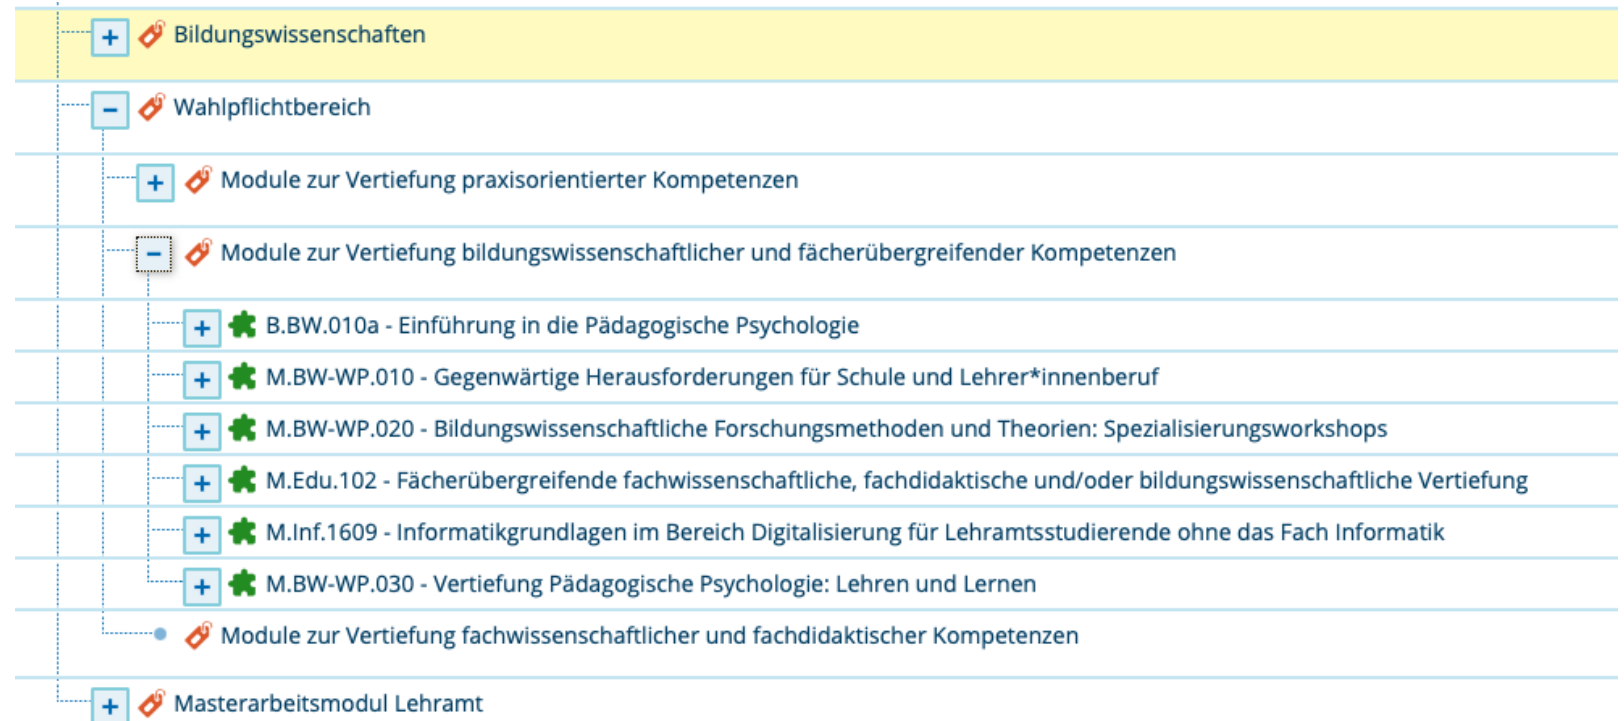 Bildungswissenschaften
Wahlpflichtbereich
Module zur Vertiefung praxisorientierter Kompetenzen
Module zur Vertiefung bildungswissenschaftlicher und fächerübergreifender Kompetenzen
B.BW.010a - Einführung in die Pädagogische Psychologie
M.BW-WP.010 - Gegenwärtige Herausforderungen für Schule und Lehrer*innenberuf
M.BW-WP.020 - Bildungswissenschaftliche Forschungsmethoden und Theorien: Spezialisierungsworkshops
M.Edu.102 - Fächerübergreifende fachwissenschaftliche, fachdidaktische und/oder bildungswissenschaftliche Vertiefung
M.Inf.1609 - Informatikgrundlagen im Bereich Digitalisierung für Lehramtsstudierende ohne das Fach Informatik
M.BW-WP.030 - Vertiefung Pädagogische Psychologie: Lehren und Lernen
Module zur Vertiefung fachwissenschaftlicher und fachdidaktischer Kompetenzen
Masterarbeitsmodul Lehramt